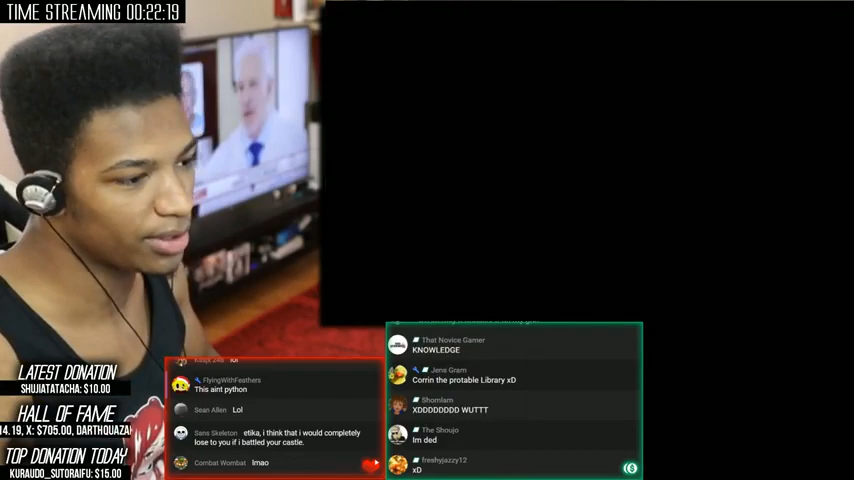 TIME STREAMING 00:22:19
That Novice Gamer
KNOWLEDGE
Jens Gram
Corrin the protable Library xD
Shomlam
XDDDDDDDD WUTTT
The Shoujo
Im ded
freshyjazzy12
xD
lol
FlyingWithFeathers
This aint python
Sean Allen Lol
Sans Skeleton etika, i think that i would completely
lose to you if i battled your castle.
Combat Wombat lmao
LATEST DONATION
SHUJIATATACHA: $10.00
HALL OF FAME
14.19, X: $705.00, DARTHQUAZA
TOP DONATION TODAY
KURAUDO_SUTORAIFU: $15.00